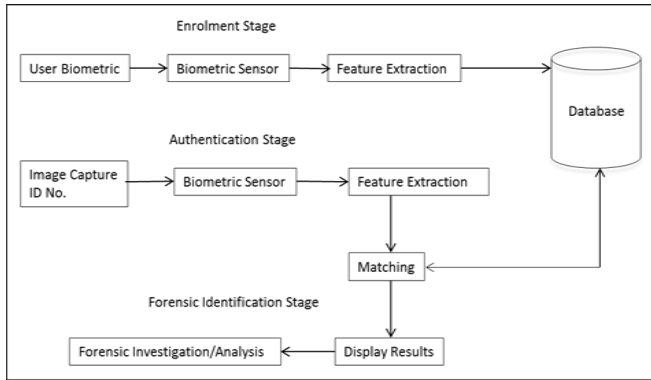 Enrolment Stage
User Biometric
Biometric Sensor
Feature Extraction
Database
Authentication Stage
Image Capture
ID No.
Biometric Sensor
Feature Extraction
Matching
Forensic Identification Stage
Forensic Investigation/Analysis
Display Results